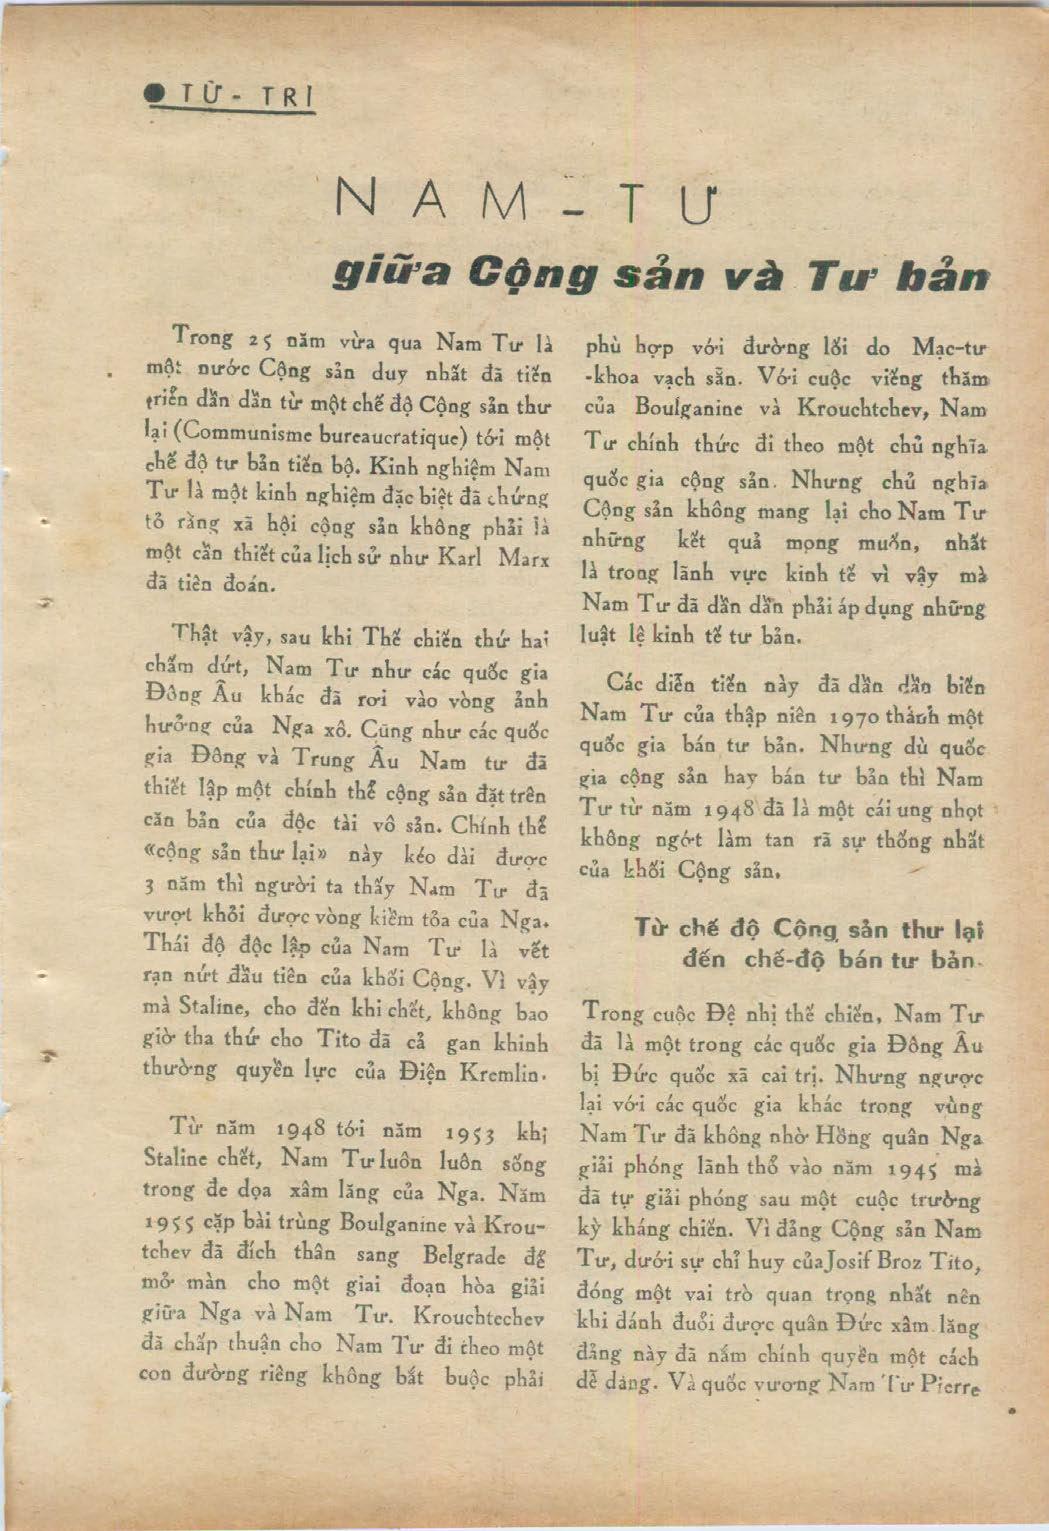 TỪ - TRÌ
NAM - TƯ
giữa Cộng sản và Tư bản
Trong 25 năm vừa qua Nam Tư là
một nước Cộng sản duy nhất đã tiến
triển dần dần từ một chế độ Cộng sản thư
lại (Communisme bureaucratique) tới một
chế độ tư bản tiến bộ. Kinh nghiệm Nam
Tư là một kinh nghiệm đặc biệt đã chứng
tỏ rằng xã hội cộng sản không phải là
một cần thiết của lịch sử như Karl Marx
đã tiên đoán.
Thật vậy, sau khi Thế chiến thứ hai
chấm dứt, Nam Tư như các quốc gia
Đông Âu khác đã rơi vào vòng ảnh
hưởng của Nga xô. Cũng như các quốc
gia Đông và Trung Âu Nam tư đã
thiết lập một chính thể cộng sản đặt trên
căn bản của độc tài vô sản. Chính thể
«cộng sản thư lại» này kéo dài được
3 năm thì người ta thấy Nam Tư đã
vượt khỏi được vòng kiềm tỏa của Nga.
Thái độ độc lập của Nam Tư là vết
rạn nứt đầu tiên của khối Cộng. Vì vậy
mà Staline, cho đến khi chết, không bao
giờ tha thứ cho Tito đã cả gan khinh
thường quyền lực của Điện Kremlin.
Từ năm 1948 tới năm 1953 khi
Staline chết, Nam Tư luôn luôn sống
trong đe dọa xâm lăng của Nga. Năm
1955 cặp bài trùng Boulganine và Krou-
tchev đã đích thân sang Belgrade để
mở màn cho một giai đoạn hòa giải
giữa Nga và Nam Tư. Krouchtechev
đã chấp thuận cho Nam Tư đi theo một
con đường riêng không bắt buộc phải
phù hợp với đường lối do Mạc-tư
-khoa vạch sẵn. Với cuộc viếng thăm
của Boulganine và Krouchtchev, Nam
Tư chính thức đi theo một chủ nghĩa
quốc gia cộng sản. Nhưng chủ nghĩa
Cộng sản không mang lại cho Nam Tư
những kết quả mong muốn, nhất
là trong lãnh vực kinh tế vì vậy mà
Nam Tư đã dần dần phải áp dụng những
luật lệ kinh tế tư bản.
Các diễn tiến này đã dần dần biến
Nam Tư của thập niên 1970 thành một
quốc gia bán tư bản. Nhưng dù quốc
gia cộng sản hay bán tư bản thì Nam
Tư từ năm 1948 đã là một cái ung nhọt
không ngớt làm tan rã sự thống nhất
của khối Cộng sản.
Từ chế độ Cộng sản thư lại
đến chế-độ bán tư bản.
Trong cuộc Đệ nhị thế chiến, Nam Tư
đã là một trong các quốc gia Đông Âu
bị Đức quốc xã cai trị. Nhưng ngược
lại với các quốc gia khác trong vùng
Nam Tư đã không nhờ Hồng quân Nga
giải phóng lãnh thổ vào năm 1945 mà
đã tự giải phóng sau một cuộc trường
kỳ kháng chiến. Vì đảng Cộng sản Nam
Tư, dưới sự chỉ huy của Josif Broz Tito,
đóng một vai trò quan trọng nhất nên
khi đánh đuổi được quân Đức xâm lăng
đảng này đã nắm chính quyền một cách
dễ dàng. Và quốc vương Nam Tư Pierre